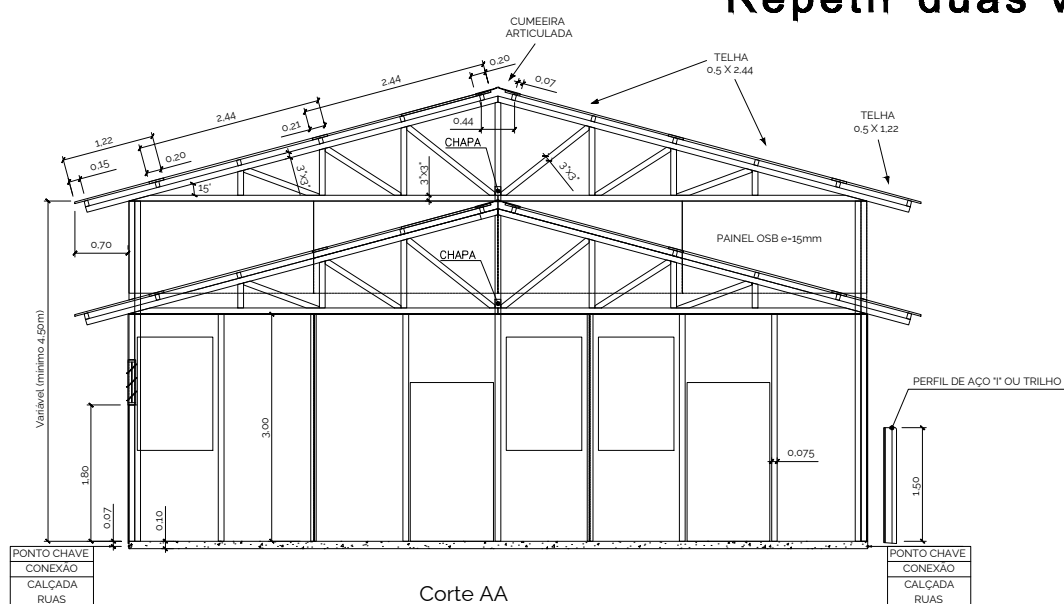 Repetir duas v
CUMEEIRA
ARTICULADA
TELHA
0,5 X 2,44
TELHA
0,5 X 1,22
0,20
0,07
2,44
2,44
0,21
0,44
1,22
0,15
0,20
CHAPA
15°
3"x3"
3"x3"
3"x3"
0,70
PAINEL OSB e=15mm
CHAPA
Variável (mínimo 4,50m)
PERFIL DE AÇO "I" OU TRILHO
3,00
1,80
0,075
1,50
0,07
0,10
PONTO CHAVE
CONEXÃO
CALÇADA
RUAS
PONTO CHAVE
CONEXÃO
CALÇADA
RUAS
Corte AA